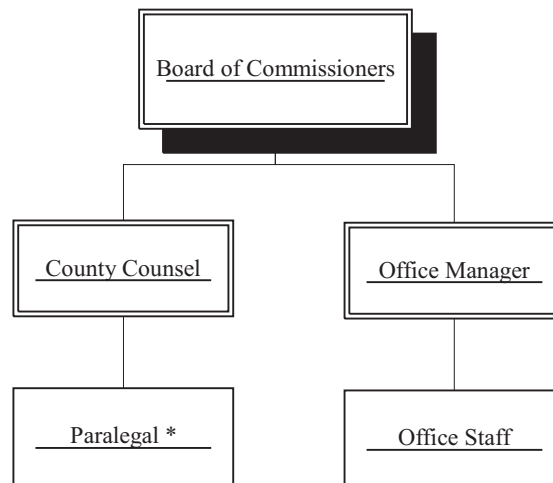 Board of Commissioners
County Counsel
Office Manager
Paralegal *
Office Staff